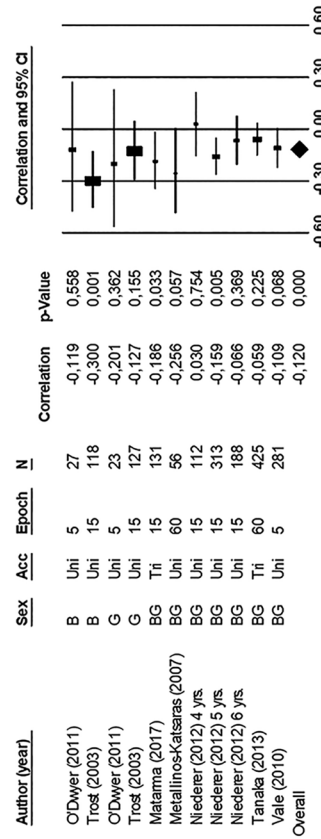 Author (year) Sex Acc Epoch N Correlation p-Value Correlation and 95% CI
O'Dwyer (2011) B Uni 5 27 -0,119 0,558
Trost (2003) B Uni 15 118 -0,300 0,001
O'Dwyer (2011) G Uni 5 23 -0,201 0,362
Trost (2003) G Uni 15 127 -0,127 0,155
Matarma (2017) BG Tri 15 131 -0,186 0,033
Metallinos-Katsaras (2007) BG Uni 60 56 -0,256 0,057
Niederer (2012) 4 yrs. BG Uni 15 112 0,030 0,754
Niederer (2012) 5 yrs. BG Uni 15 313 -0,159 0,005
Niederer (2012) 6 yrs. BG Uni 15 188 -0,066 0,369
Tanaka (2013) BG Tri 60 425 -0,059 0,225
Vale (2010) BG Uni 5 281 -0,109 0,068
Overall -0,120 0,000
-0.60 -0.30 0.00 0.30 0.60